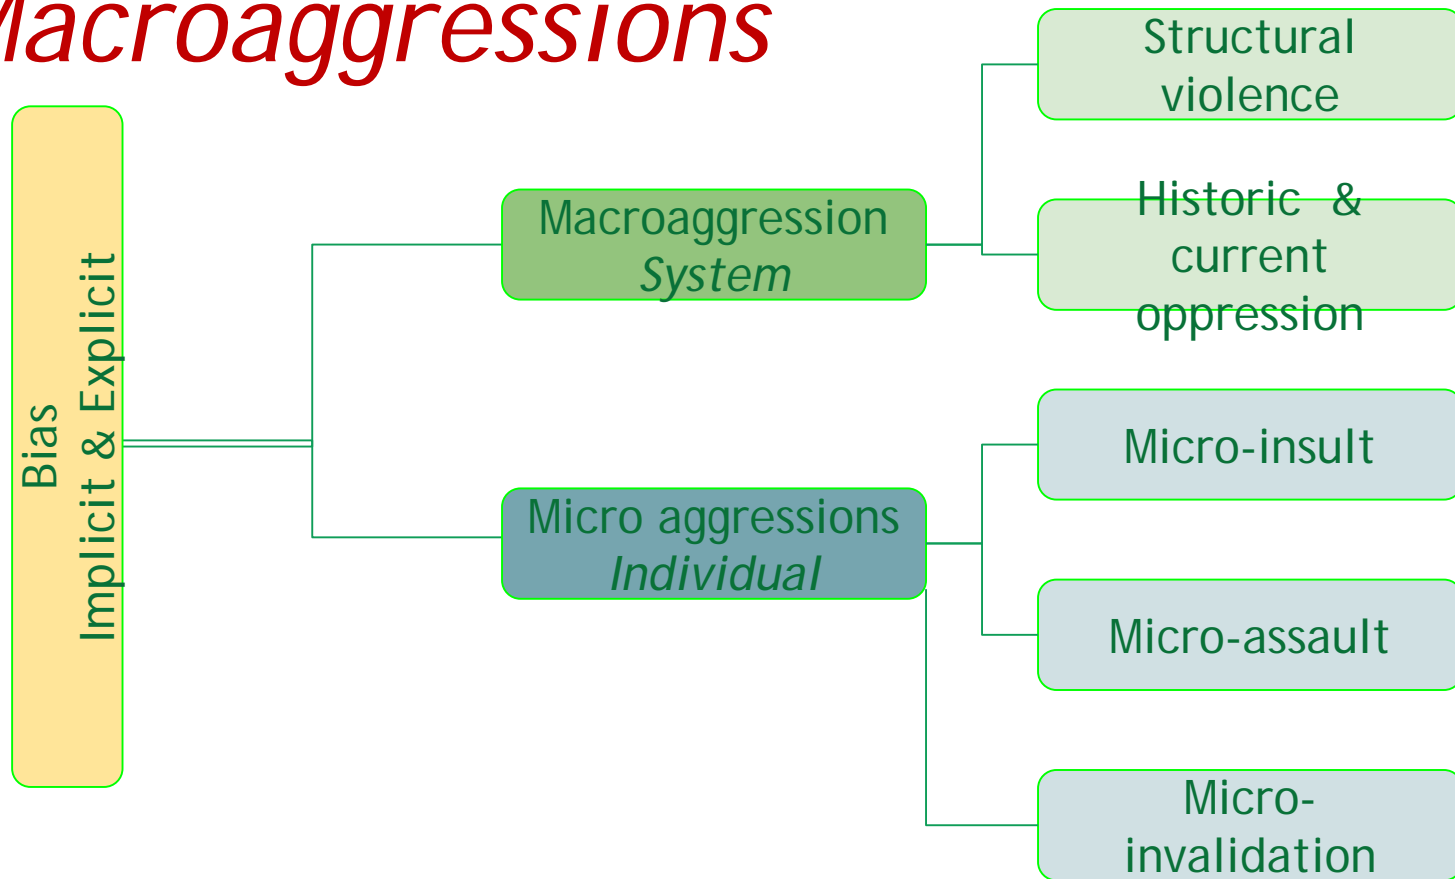 Macroaggressions
Bias
Implicit & Explicit
Macroaggression
System
Micro aggressions
Individual
Structural
violence
Historic & 
current
oppression
Micro-insult
Micro-assault
Micro-
invalidation